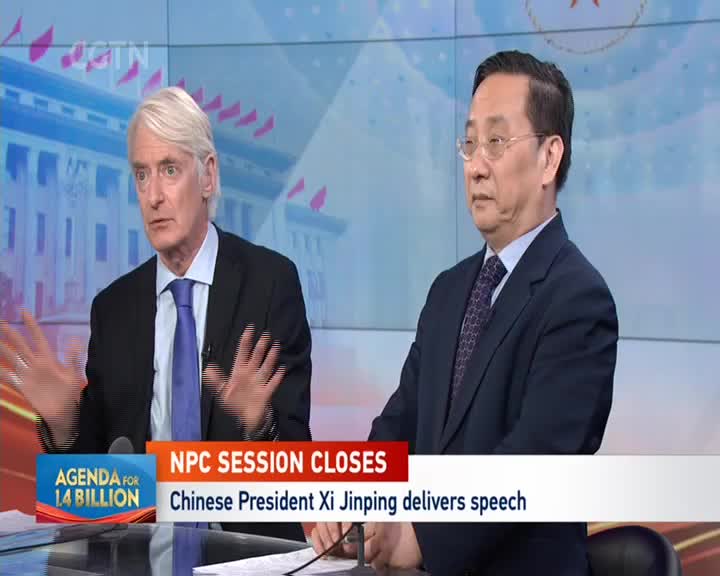 CGTN
NPC SESSION CLOSES
AGENDA FOR
1.4 BILLION
Chinese President Xi Jinping delivers speech